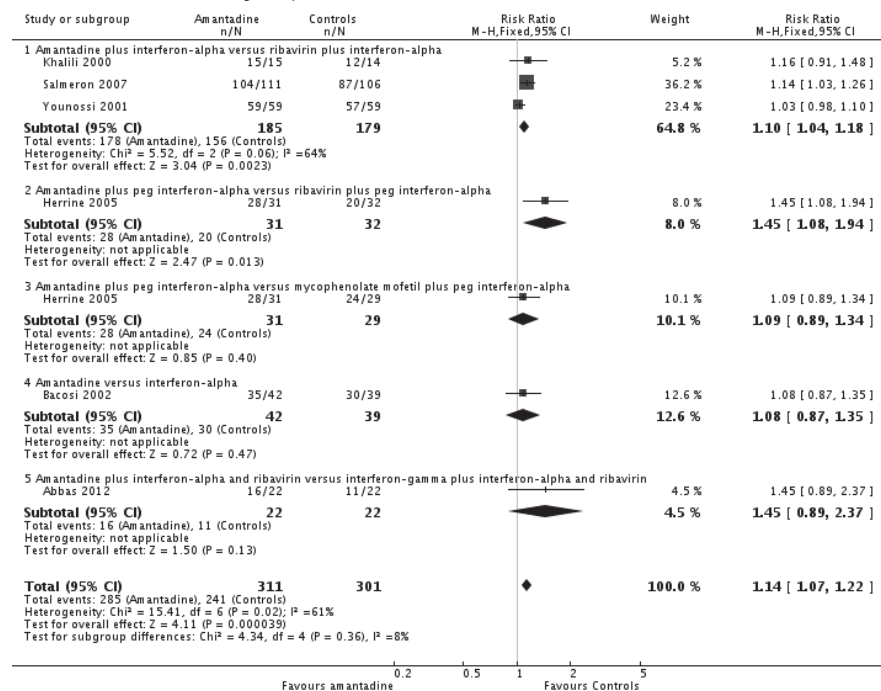 Study or subgroup Amantadine Controls Risk Ratio Weight Risk Ratio
n/N n/N M-H,Fixed,95% CI M-H,Fixed,95% CI
1 Amantadine plus interferon-alpha versus ribavirin plus interferon-alpha
Khalili 2000 15/15 12/14 5.2 % 1.16 [ 0.91, 1.48 ]
Salmeron 2007 104/111 87/106 36.2 % 1.14 [ 1.03, 1.26 ]
Younossi 2001 59/59 57/59 23.4 % 1.03 [ 0.98, 1.10 ]
Subtotal (95% CI) 185 179 64.8 % 1.10 [ 1.04, 1.18 ]
Total events: 178 (Amantadine), 156 (Controls)
Heterogeneity: Chi² = 5.52, df = 2 (P = 0.06); I² =64%
Test for overall effect: Z = 3.04 (P = 0.0023)
2 Amantadine plus peg interferon-alpha versus ribavirin plus peg interferon-alpha
Herrine 2005 28/31 20/32 8.0 % 1.45 [ 1.08, 1.94 ]
Subtotal (95% CI) 31 32 8.0 % 1.45 [ 1.08, 1.94 ]
Total events: 28 (Amantadine), 20 (Controls)
Heterogeneity: not applicable
Test for overall effect: Z = 2.47 (P = 0.013)
3 Amantadine plus peg interferon-alpha versus mycophenolate mofetil plus peg interferon-alpha
Herrine 2005 28/31 24/29 10.1 % 1.09 [ 0.89, 1.34 ]
Subtotal (95% CI) 31 29 10.1 % 1.09 [ 0.89, 1.34 ]
Total events: 28 (Amantadine), 24 (Controls)
Heterogeneity: not applicable
Test for overall effect: Z = 0.85 (P = 0.40)
4 Amantadine versus interferon-alpha
Bacosi 2002 35/42 30/39 12.6 % 1.08 [ 0.87, 1.35 ]
Subtotal (95% CI) 42 39 12.6 % 1.08 [ 0.87, 1.35 ]
Total events: 35 (Amantadine), 30 (Controls)
Heterogeneity: not applicable
Test for overall effect: Z = 0.72 (P = 0.47)
5 Amantadine plus interferon-alpha and ribavirin versus interferon-gamma plus interferon-alpha and ribavirin
Abbas 2012 16/22 11/22 4.5 % 1.45 [ 0.89, 2.37 ]
Subtotal (95% CI) 22 22 4.5 % 1.45 [ 0.89, 2.37 ]
Total events: 16 (Amantadine), 11 (Controls)
Heterogeneity: not applicable
Test for overall effect: Z = 1.50 (P = 0.13)
Total (95% CI) 311 301 100.0 % 1.14 [ 1.07, 1.22 ]
Total events: 285 (Amantadine), 241 (Controls)
Heterogeneity: Chi² = 15.41, df = 6 (P = 0.02); I² =61%
Test for overall effect: Z = 4.11 (P = 0.000039)
Test for subgroup differences: Chi² = 4.34, df = 4 (P = 0.36), I² =8%
0.2 0.5 1 2 5
Favours amantadine Favours Controls